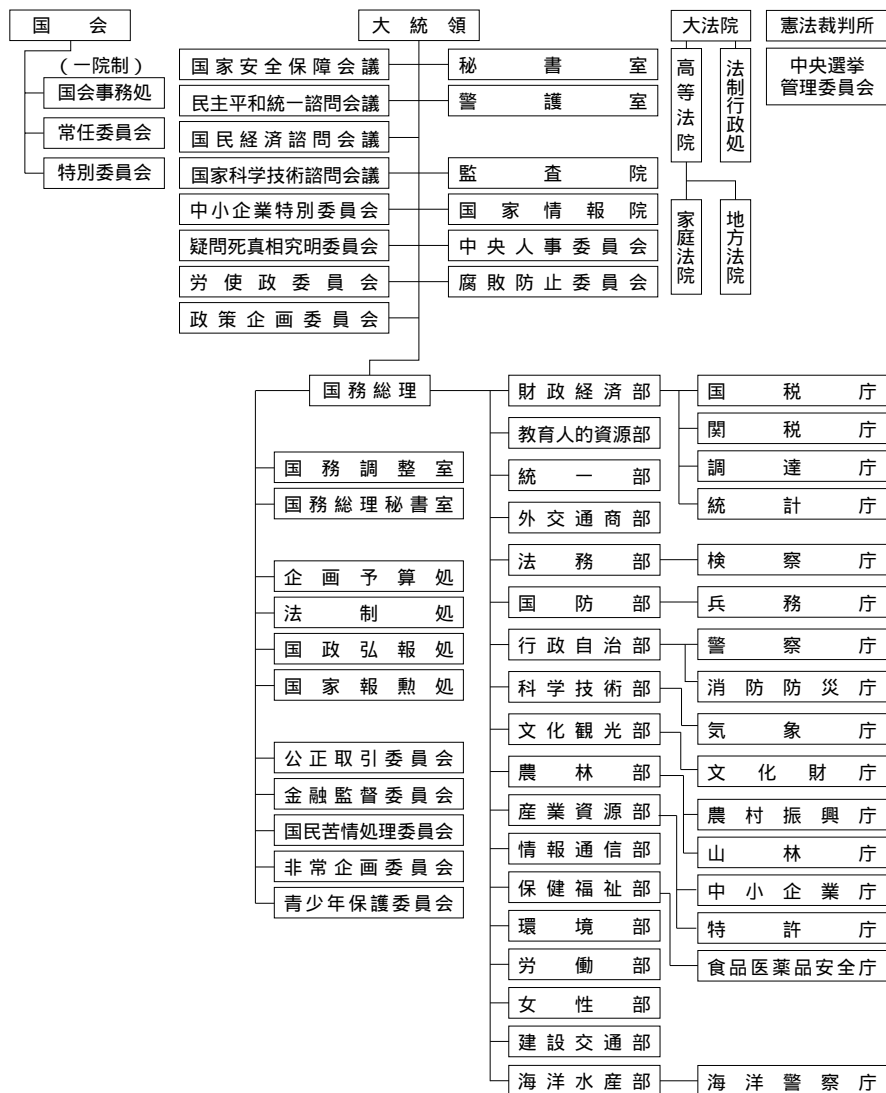 国会
(一院制)
国会事務処
常任委員会
特別委員会
大統領
国家安全保障会議
民主平和統一諮問会議
国民経済諮問会議
国家科学技術諮問会議
中小企業特別委員会
疑問死真相究明委員会
労使政委員会
政策企画委員会
秘書室
警護室
監査院
国家情報院
中央人事委員会
腐敗防止委員会
大法院
高等法院
法制行政処
家庭法院
地方法院
憲法裁判所
中央選挙
管理委員会
国務総理
国務調整室
国務総理秘書室
企画予算処
法制処
国政弘報処
国家報勲処
公正取引委員会
金融監督委員会
国民苦情処理委員会
非常企画委員会
青少年保護委員会
財政経済部
教育人的資源部
統一部
外交通商部
法務部
国防部
行政自治部
科学技術部
文化観光部
農林部
産業資源部
情報通信部
保健福祉部
環境部
労働部
女性部
建設交通部
海洋水産部
国税庁
関税庁
調達庁
統計庁
検察庁
兵務庁
警察庁
消防防災庁
気象庁
文化財庁
農村振興庁
山林庁
中小企業庁
特許庁
食品医薬品安全庁
海洋警察庁